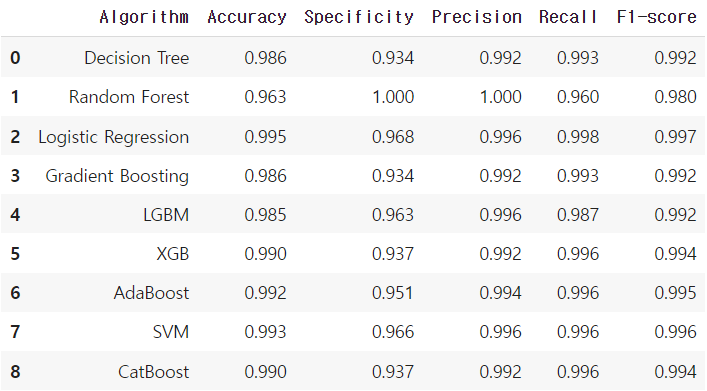 Algorithm Accuracy Specificity Precision Recall F1-score
0 Decision Tree 0.986 0.934 0.992 0.993 0.992
1 Random Forest 0.963 1.000 1.000 0.960 0.980
2 Logistic Regression 0.995 0.968 0.996 0.998 0.997
3 Gradient Boosting 0.986 0.934 0.992 0.993 0.992
4 LGBM 0.985 0.963 0.996 0.987 0.992
5 XGB 0.990 0.937 0.992 0.996 0.994
6 AdaBoost 0.992 0.951 0.994 0.996 0.995
7 SVM 0.993 0.966 0.996 0.996 0.996
8 CatBoost 0.990 0.937 0.992 0.996 0.994